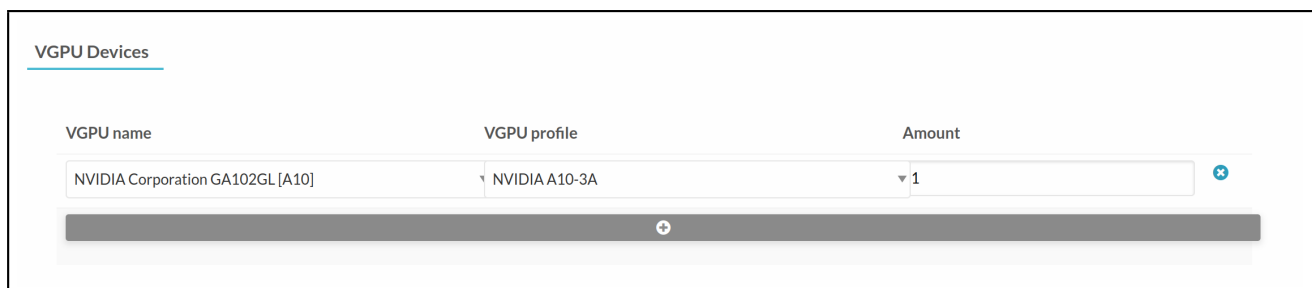 VGPU Devices
VGPU name VGPU profile Amount
NVIDIA Corporation GA102GL [A10] NVIDIA A10-3A 1